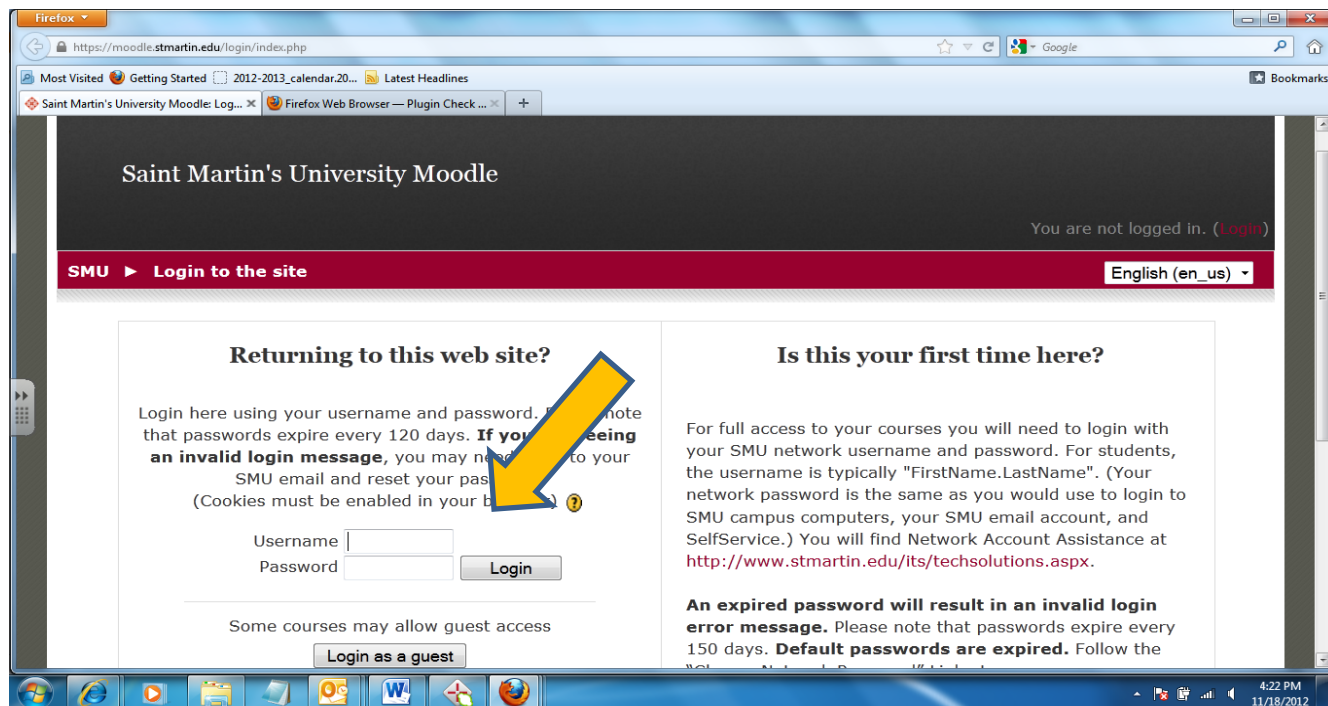 Firefox
https://moodle.stmartin.edu/login/index.php
Google
Most Visited Getting Started 2012-2013_calendar.20... Latest Headlines
Bookmarks
Saint Martin's University Moodle: Log...
Firefox Web Browser — Plugin Check ...
Saint Martin's University Moodle
You are not logged in. (Login)
SMU ► Login to the site
English (en_us)
Returning to this web site?
Login here using your username and password. note
that passwords expire every 120 days. If you eeing
an invalid login message, you may ne to your
SMU email and reset your pas
(Cookies must be enabled in your b )
Username
Password
Login
Some courses may allow guest access
Login as a guest
Is this your first time here?
For full access to your courses you will need to login with
your SMU network username and password. For students,
the username is typically "FirstName.LastName". (Your
network password is the same as you would use to login to
SMU campus computers, your SMU email account, and
SelfService.) You will find Network Account Assistance at
http://www.stmartin.edu/its/techsolutions.aspx.
An expired password will result in an invalid login
error message. Please note that passwords expire every
150 days. Default passwords are expired. Follow the
4:22 PM
11/18/2012